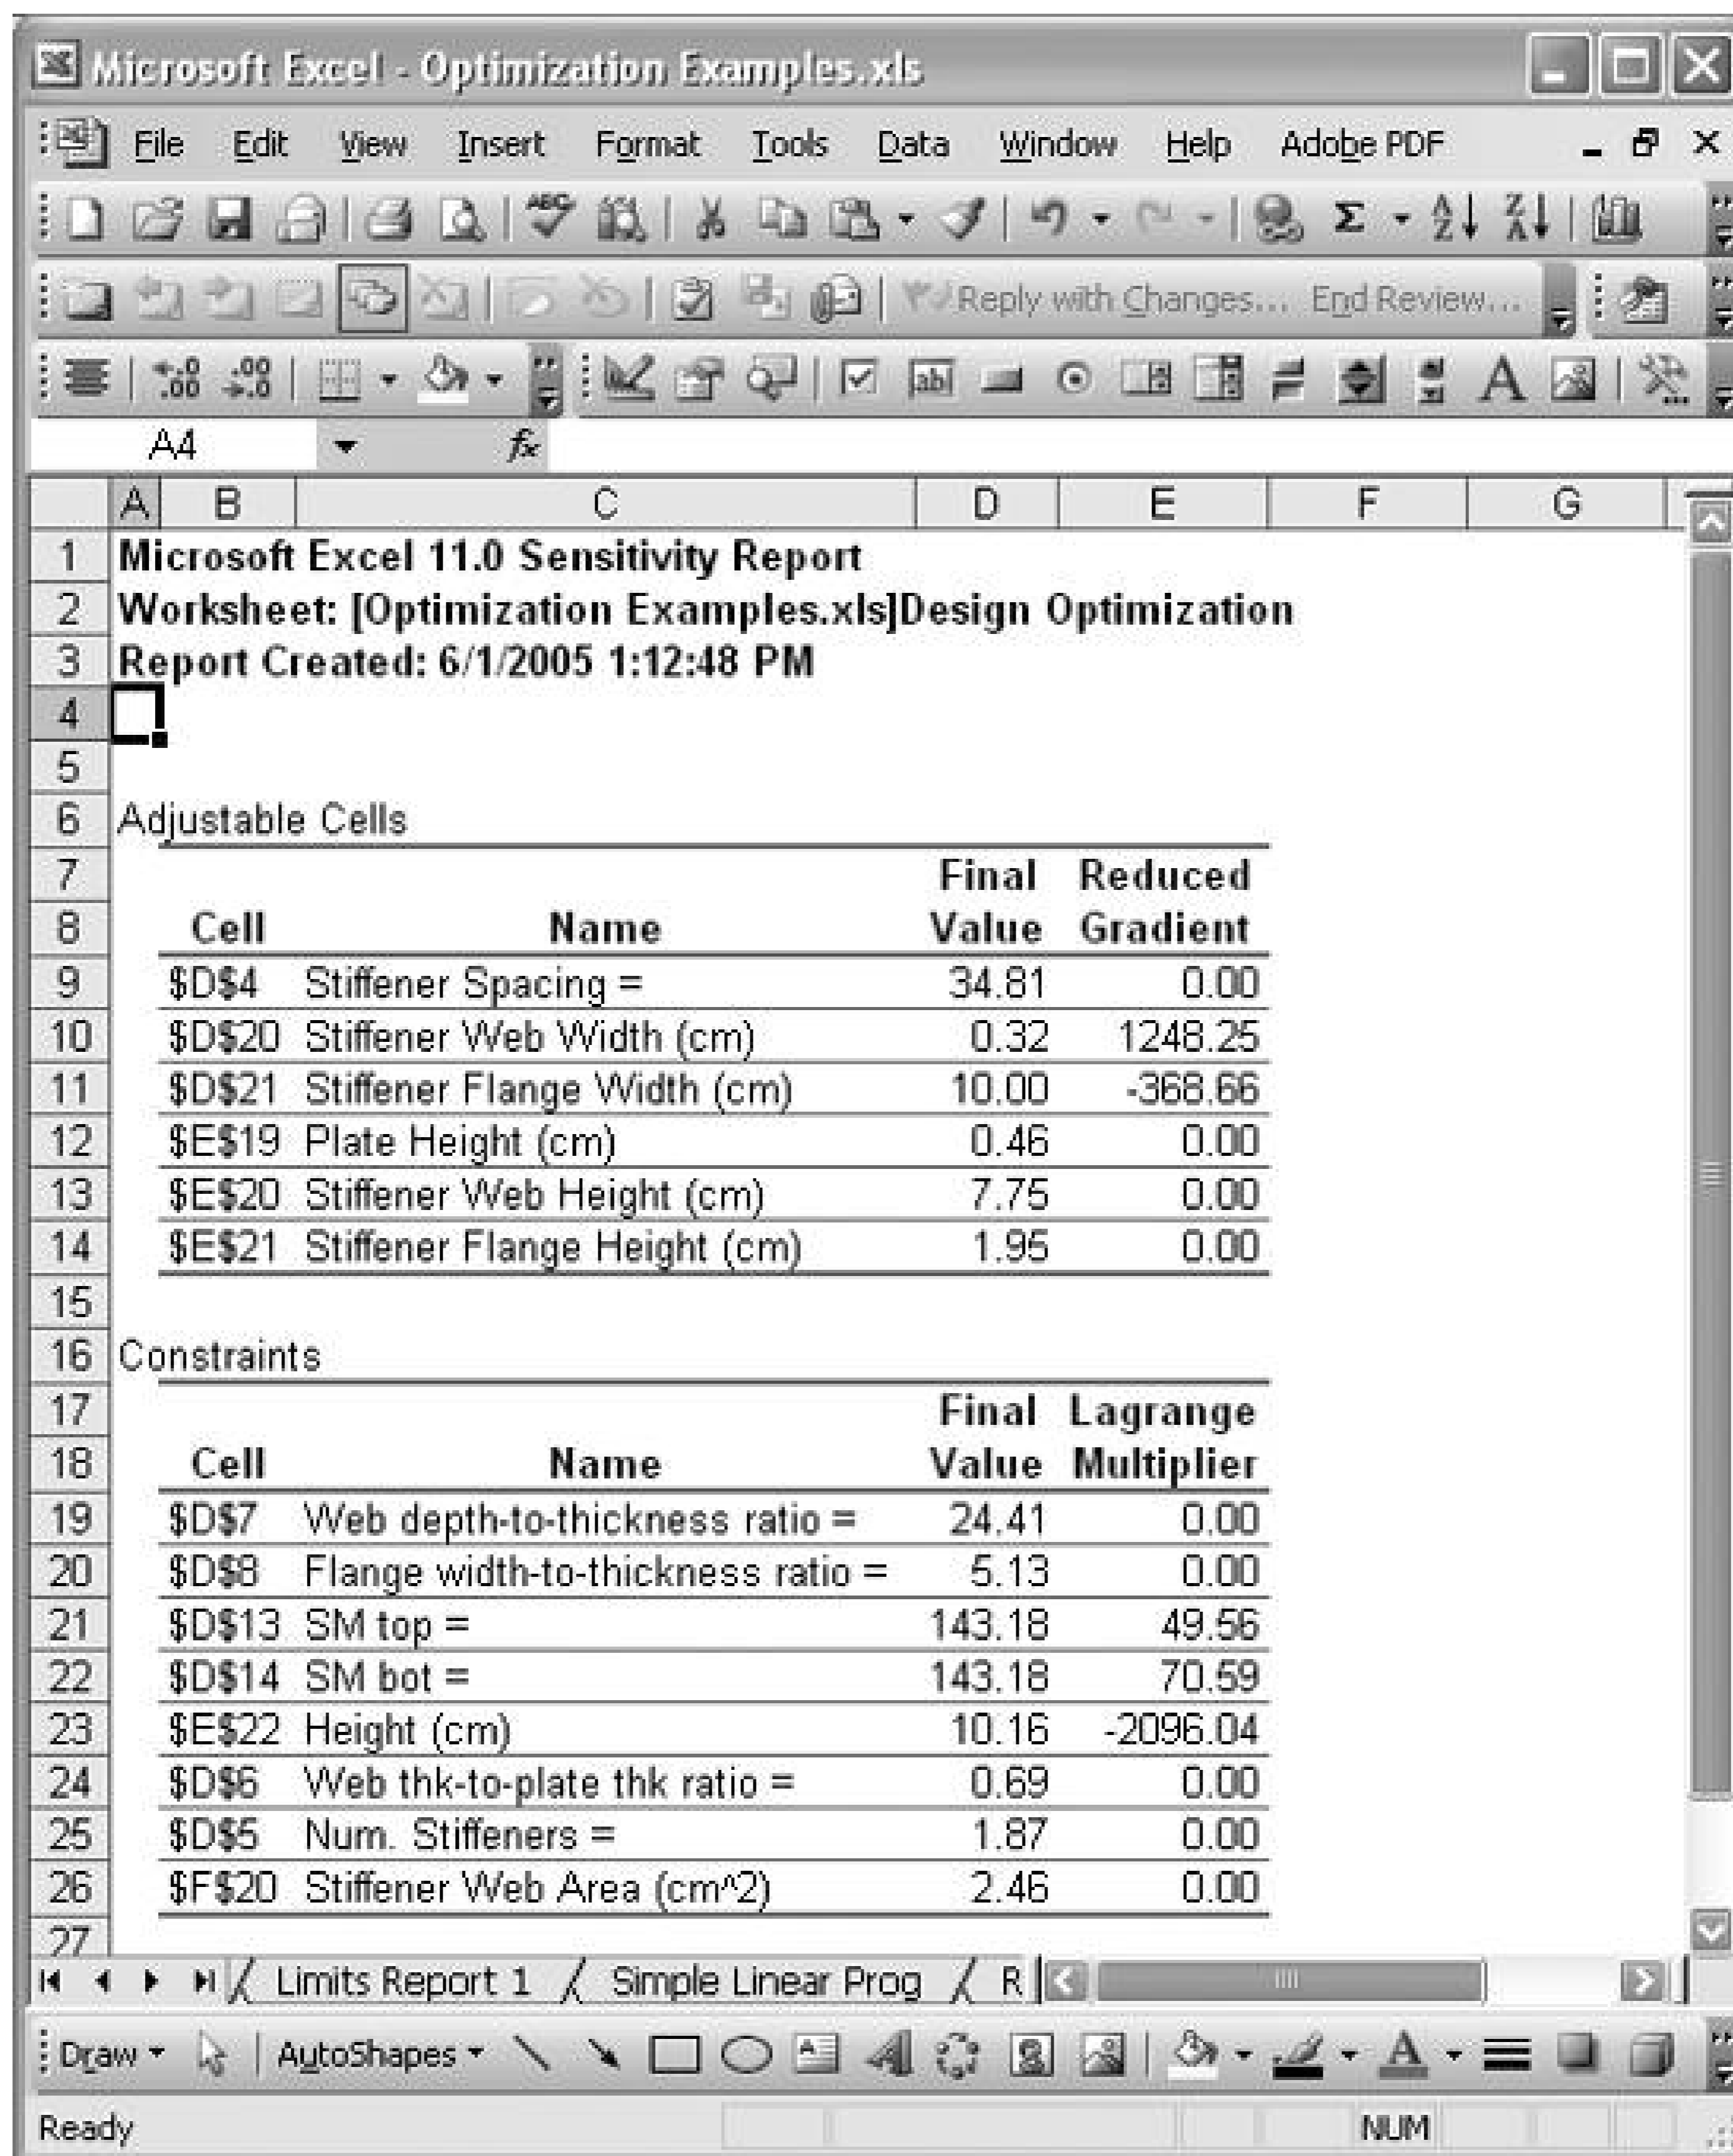 Microsoft Excel - Optimization Examples.xls
File Edit View Insert Format Tools Data Window Help Adobe PDF
Reply with Changes... End Review...
A4 fx
A B C D E F G
1 Microsoft Excel 11.0 Sensitivity Report
2 Worksheet: [Optimization Examples.xls]Design Optimization
3 Report Created: 6/1/2005 1:12:48 PM
4
5
6 Adjustable Cells
7 Final Reduced
8 Cell Name Value Gradient
9 $D$4 Stiffener Spacing = 34.81 0.00
10 $D$20 Stiffener Web Width (cm) 0.32 1248.25
11 $D$21 Stiffener Flange Width (cm) 10.00 -368.66
12 $E$19 Plate Height (cm) 0.46 0.00
13 $E$20 Stiffener Web Height (cm) 7.75 0.00
14 $E$21 Stiffener Flange Height (cm) 1.95 0.00
15
16 Constraints
17 Final Lagrange
18 Cell Name Value Multiplier
19 $D$7 Web depth-to-thickness ratio = 24.41 0.00
20 $D$8 Flange width-to-thickness ratio = 5.13 0.00
21 $D$13 SM top = 143.18 49.56
22 $D$14 SM bot = 143.18 70.59
23 $E$22 Height (cm) 10.16 -2096.04
24 $D$6 Web thk-to-plate thk ratio = 0.69 0.00
25 $D$5 Num. Stiffeners = 1.87 0.00
26 $F$20 Stiffener Web Area (cm^2) 2.46 0.00
27
Limits Report 1 / Simple Linear Prog / R
Draw AutoShapes
Ready NUM